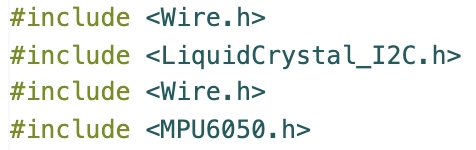 #include <Wire.h>
#include <LiquidCrystal_I2C.h>
#include <Wire.h>
#include <MPU6050.h>